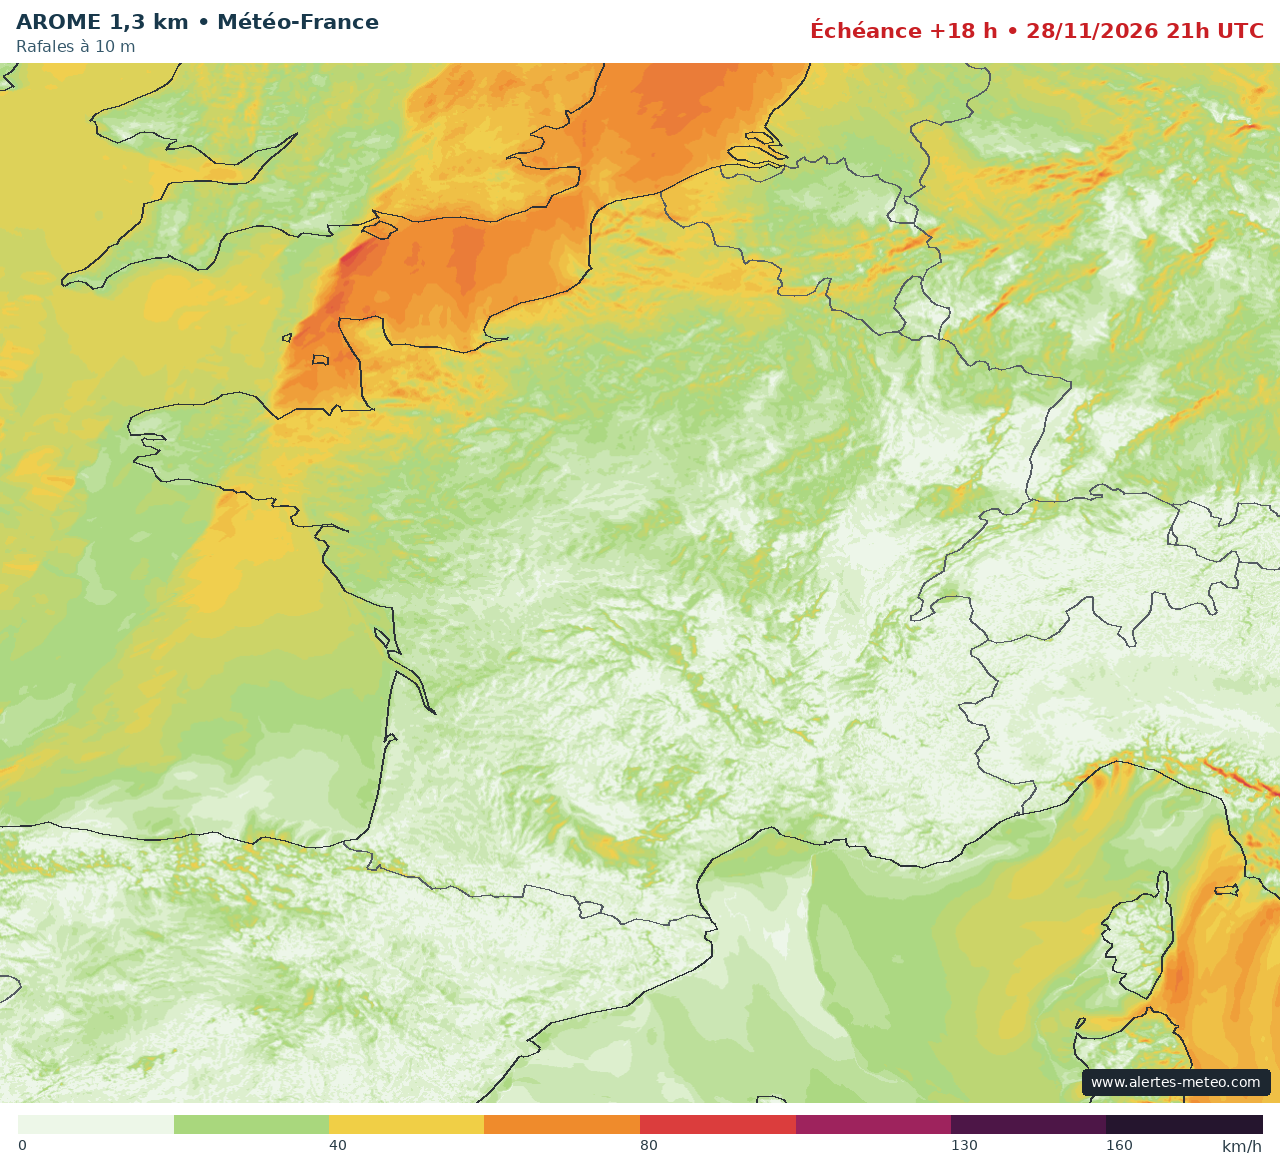 AROME 1,3 km • Météo-France
Rafales à 10 m
Échéance +18 h • 28/11/2026 21h UTC
www.alertes-meteo.com
0 40 80 130 160 km/h